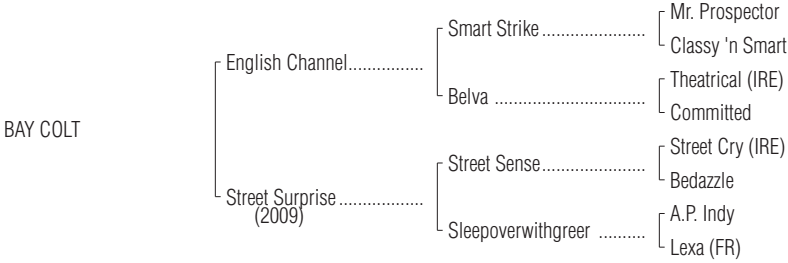 Mr. Prospector
Smart Strike......................
Classy 'n Smart
English Channel................
Theatrical (IRE)
Belva ................................
Committed
BAY COLT
Street Cry (IRE)
Street Sense......................
Bedazzle
Street Surprise ..................
(2009)
A.P. Indy
Sleepoverwithgreer ..........
Lexa (FR)